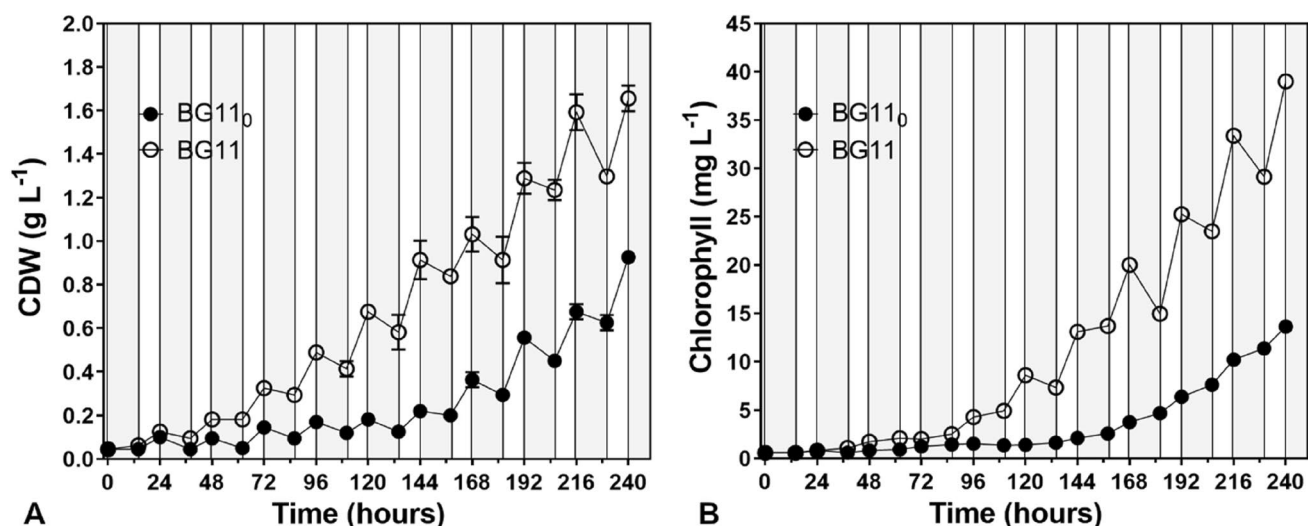 CDW (g L⁻¹)
2.0
1.8
1.6
1.4
1.2
1.0
0.8
0.6
0.4
0.2
0.0
BG11₀
BG11
0 24 48 72 96 120 144 168 192 216 240
Time (hours)
A
Chlorophyll (mg L⁻¹)
45
40
35
30
25
20
15
10
5
0
BG11₀
BG11
0 24 48 72 96 120 144 168 192 216 240
Time (hours)
B